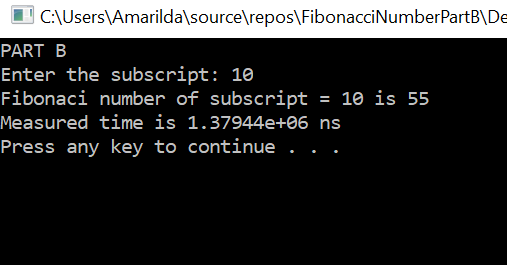 C:\Users\Amarilda\source\repos\FibonacciNumberPartB\De
PART B
Enter the subscript: 10
Fibonaci number of subscript = 10 is 55
Measured time is 1.37944e+06 ns
Press any key to continue . . .